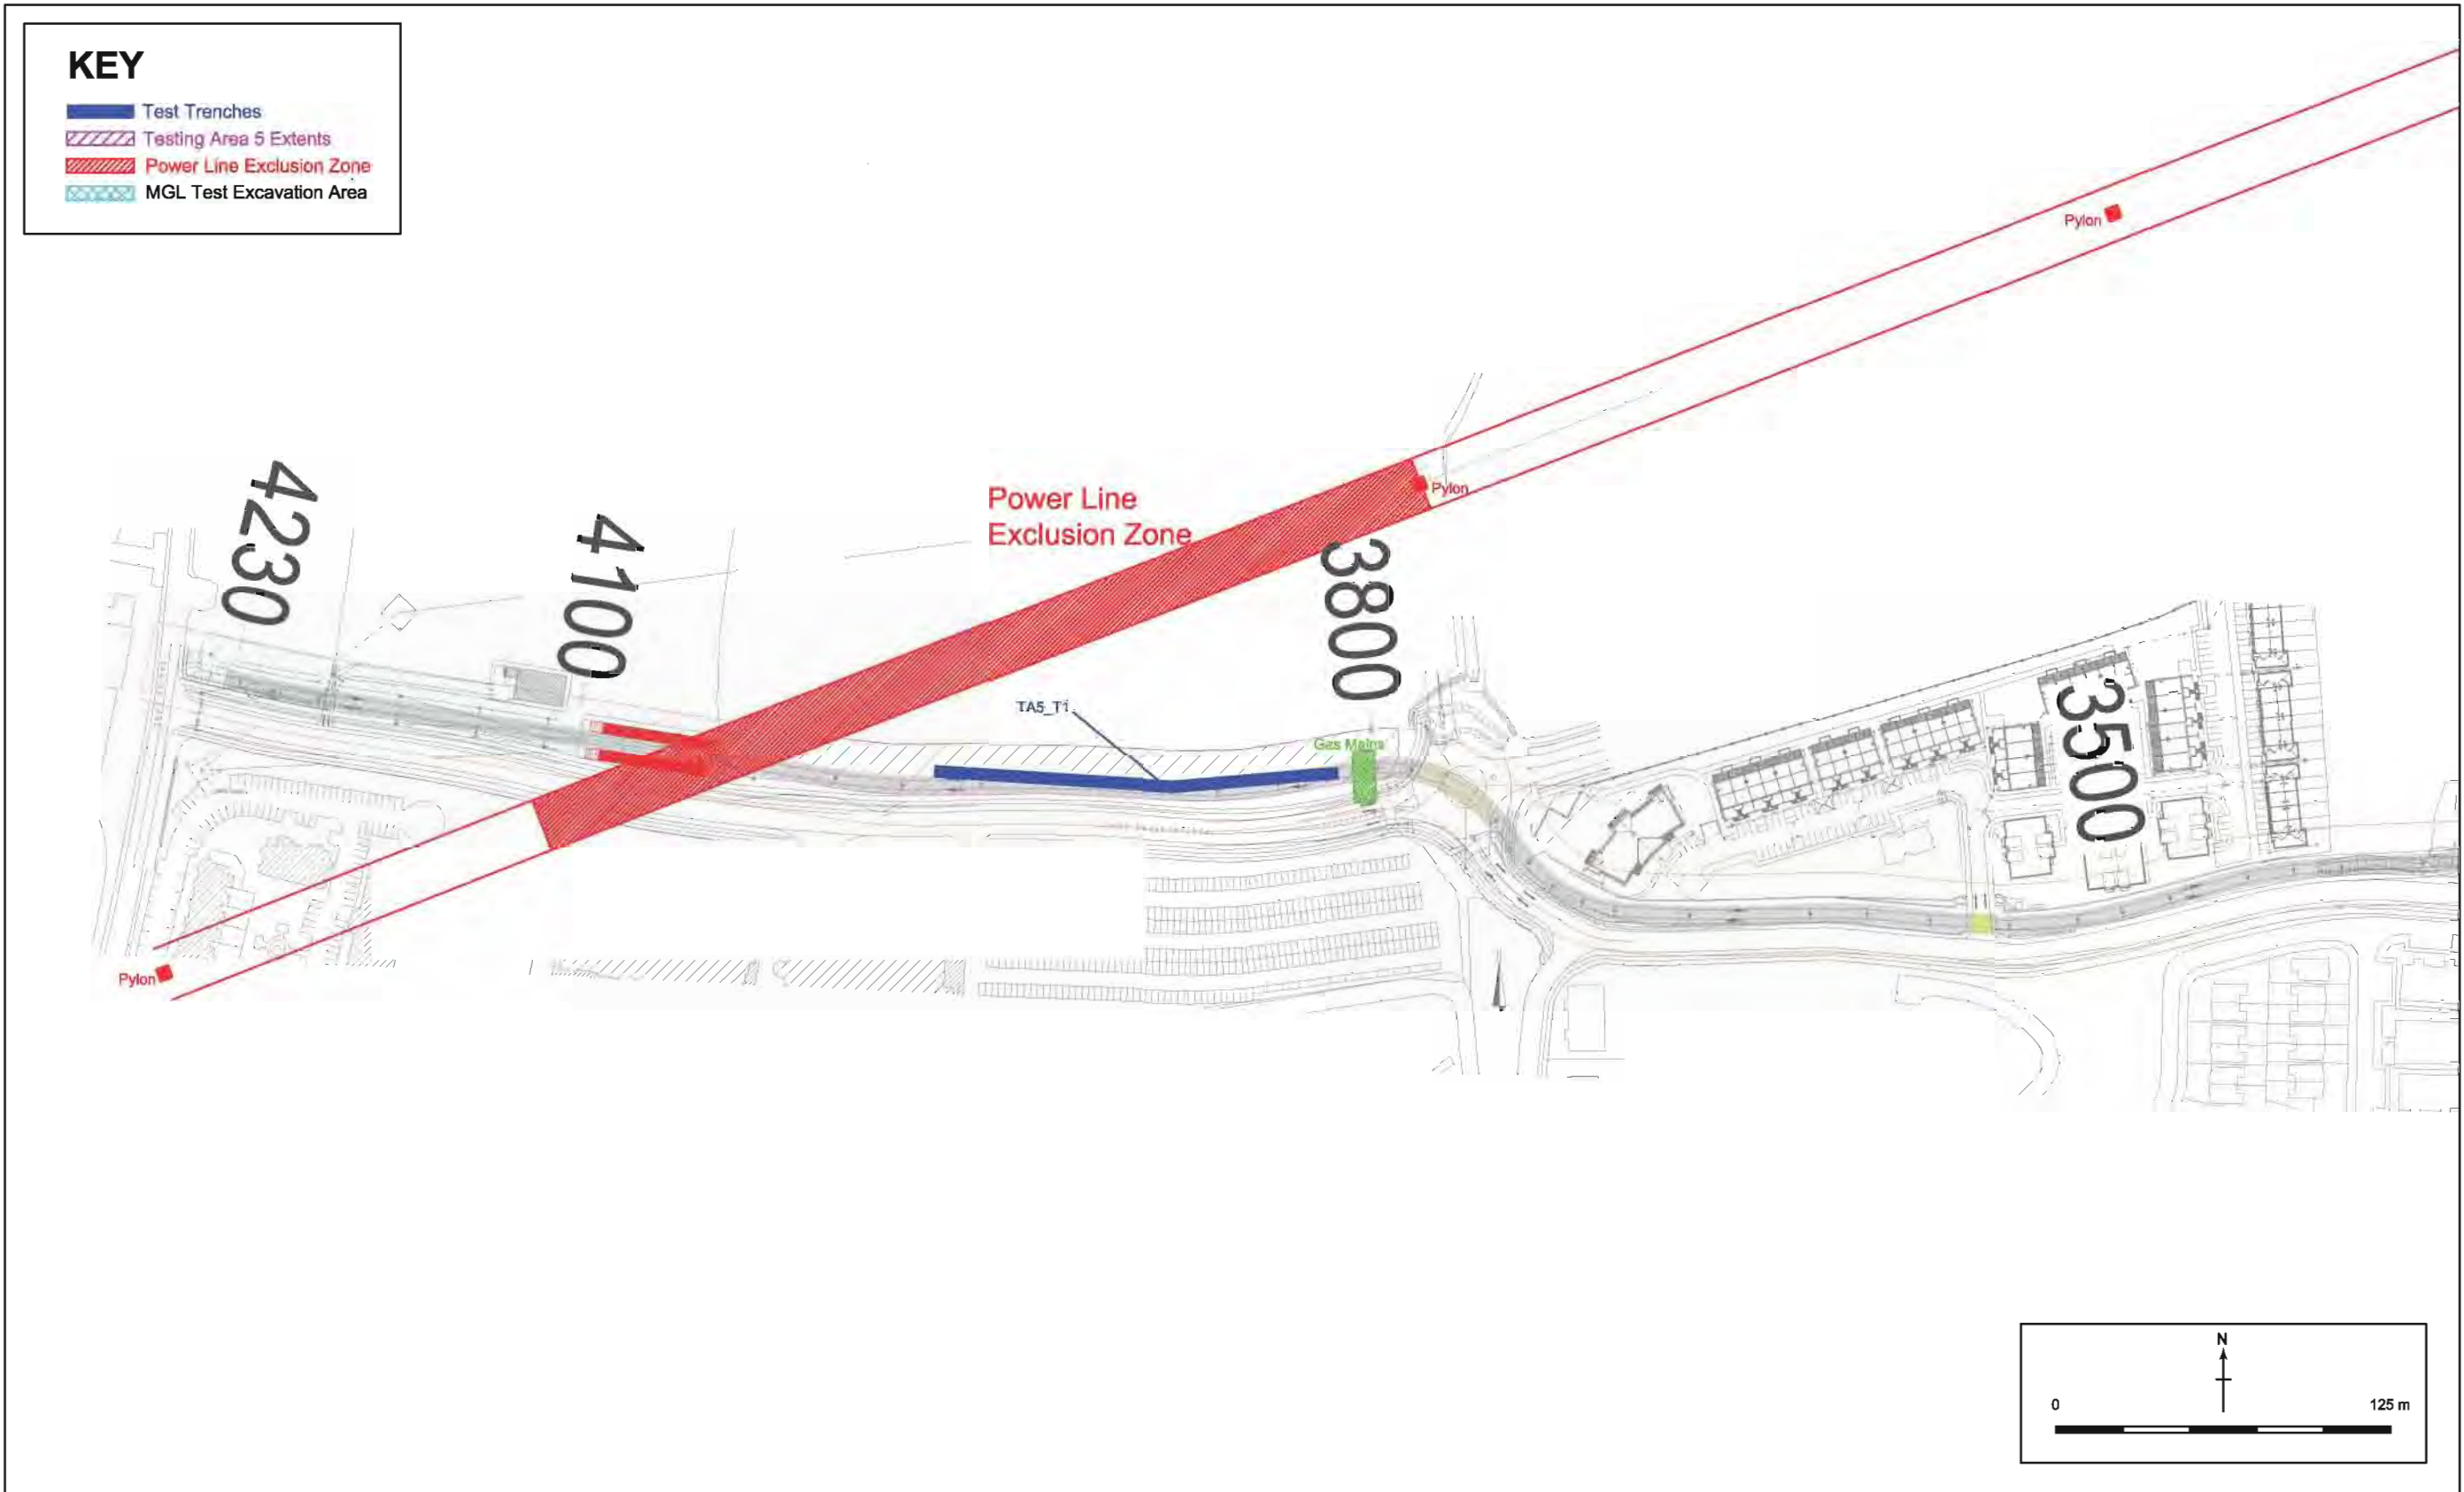 KEY
Test Trenches
Testing Area 5 Extents
Power Line Exclusion Zone
MGL Test Excavation Area
Pylon
Power Line
Exclusion Zone
Pylon
4230
4100
3800
3500
TA5_T1
Gas Mains
Pylon
N
0
125 m